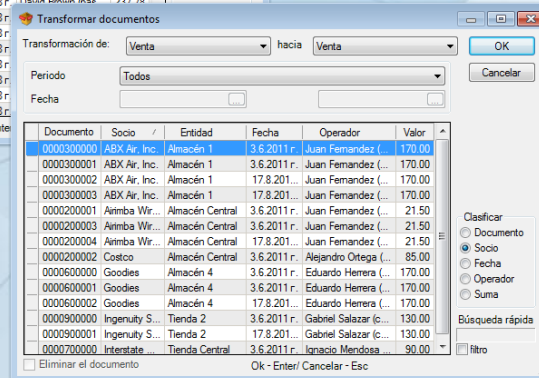 David Brown
237.78
Transformar documentos
Transformación de: Venta hacia Venta
OK
Cancelar
Periodo Todos
Fecha
Documento Socio / Entidad Fecha Operador Valor
0000300000 ABX Air, Inc. Almacén 1 3.6.2011 г. Juan Fernandez (... 170.00
0000300001 ABX Air, Inc. Almacén 1 3.6.2011 г. Juan Fernandez (... 170.00
0000300002 ABX Air, Inc. Almacén 1 17.8.201... Juan Fernandez (... 170.00
0000300003 ABX Air, Inc. Almacén 1 17.8.201... Juan Fernandez (... 170.00
0000200001 Airimba Wir... Almacén Central 3.6.2011 г. Juan Fernandez (... 21.50
0000200003 Airimba Wir... Almacén Central 3.6.2011 г. Juan Fernandez (... 21.50
0000200004 Airimba Wir... Almacén Central 17.8.201... Juan Fernandez (... 21.50
0000200002 Costco Almacén Central 3.6.2011 г. Alejandro Ortega (... 85.00
0000600000 Goodies Almacén 4 3.6.2011 г. Eduardo Herrera (... 170.00
0000600001 Goodies Almacén 4 3.6.2011 г. Eduardo Herrera (... 170.00
0000600002 Goodies Almacén 4 17.8.201... Eduardo Herrera (... 170.00
0000900000 Ingenuity S... Tienda 2 3.6.2011 г. Gabriel Salazar (c... 130.00
0000900001 Ingenuity S... Tienda 2 17.8.201... Gabriel Salazar (c... 130.00
0000700000 Interstate ... Tienda Central 3.6.2011 г. Ignacio Mendosa ... 90.00
Clasificar
Documento
Socio
Fecha
Operador
Suma
Búsqueda rápida
filtro
Eliminar el documento
Ok - Enter/ Cancelar - Esc